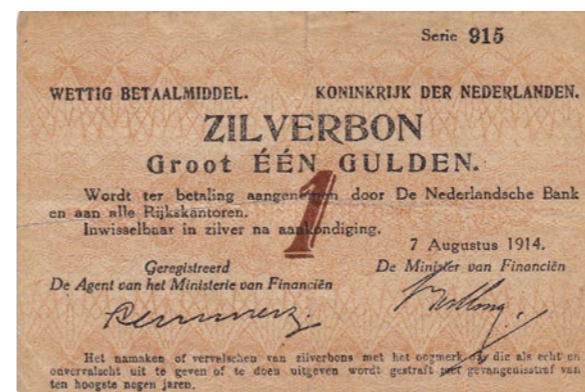 Serie 915
WETTIG BETAALMIDDEL. KONINKRIJK DER NEDERLANDEN.
ZILVERBON
Groot ÉÉN GULDEN.
1
Wordt ter betaling aangenomen door De Nederlandsche Bank
en aan alle Rijkskantoren.
Inwisselbaar in zilver na aankondiging.
7 Augustus 1914.
Geregistreerd De Minister van Financiën
De Agent van het Ministerie van Financiën
Het namaken of vervalschen van zilverbons met het oogmerk om die als echt en
onvervalscht uit te geven of te doen uitgeven wordt gestraft met gevangenisstraf van
ten hoogste negen jaren.